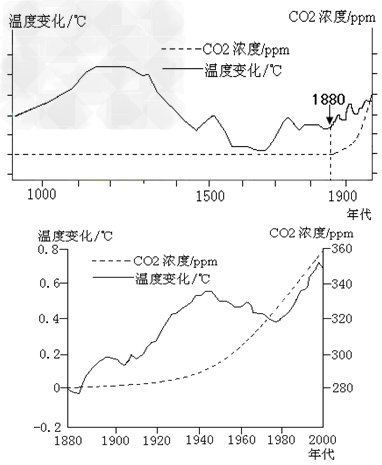 温度变化/℃ CO2 浓度/ppm
CO2 浓度/ppm
温度变化/℃
1880
1000 1500 1900
年代
温度变化/℃ CO2 浓度/ppm
CO2 浓度/ppm
温度变化/℃
0.8 360
0.6 340
0.4 320
0.2 300
0 280
-0.2
1880 1900 1920 1940 1960 1980 2000
年代